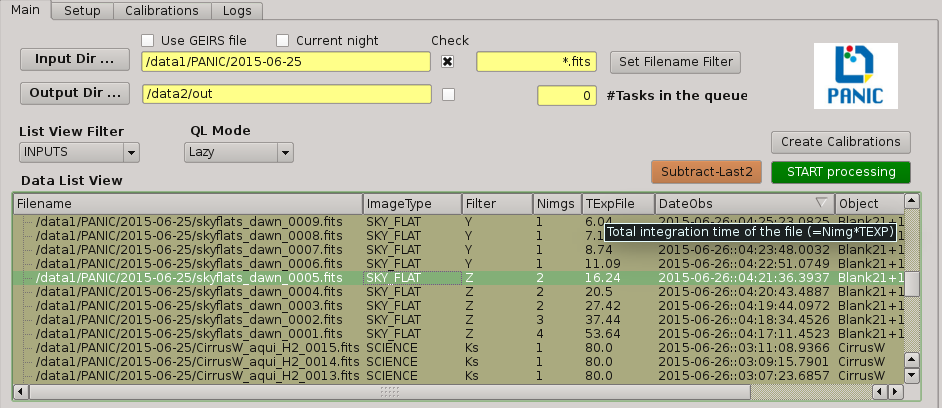 Main Setup Calibrations Logs
Use GEIRS file Current night Check
Input Dir ... /data1/PANIC/2015-06-25 *.fits Set Filename Filter
Output Dir ... /data2/out 0 #Tasks in the queue
PANIC
List View Filter QL Mode
INPUTS Lazy Create Calibrations
Subtract-Last2 START processing
Data List View
Filename ImageType Filter Nimgs TExpFile DateObs Object
/data1/PANIC/2015-06-25/skyflats_dawn_0009.fits SKY_FLAT Y 1 6.04 2015-06-26::04:25:23.0825 Blank21+1
/data1/PANIC/2015-06-25/skyflats_dawn_0008.fits SKY_FLAT Y 1 7.1
Total integration time of the file (=Nimg*TEXP)
/data1/PANIC/2015-06-25/skyflats_dawn_0007.fits SKY_FLAT Y 1 8.74 2015-06-26::04:23:48.0032 Blank21+1
/data1/PANIC/2015-06-25/skyflats_dawn_0006.fits SKY_FLAT Y 1 11.09 2015-06-26::04:22:51.0749 Blank21+1
/data1/PANIC/2015-06-25/skyflats_dawn_0005.fits SKY_FLAT Z 2 16.24 2015-06-26::04:21:36.3937 Blank21+1
/data1/PANIC/2015-06-25/skyflats_dawn_0004.fits SKY_FLAT Z 2 20.5 2015-06-26::04:20:43.4887 Blank21+1
/data1/PANIC/2015-06-25/skyflats_dawn_0003.fits SKY_FLAT Z 2 27.42 2015-06-26::04:19:44.0972 Blank21+1
/data1/PANIC/2015-06-25/skyflats_dawn_0002.fits SKY_FLAT Z 3 37.44 2015-06-26::04:18:34.4526 Blank21+1
/data1/PANIC/2015-06-25/skyflats_dawn_0001.fits SKY_FLAT Z 4 53.64 2015-06-26::04:17:11.4523 Blank21+1
/data1/PANIC/2015-06-25/CirrusW_aqui_H2_0015.fits SCIENCE Ks 1 80.0 2015-06-26::03:11:08.9366 CirrusW
/data1/PANIC/2015-06-25/CirrusW_aqui_H2_0014.fits SCIENCE Ks 1 80.0 2015-06-26::03:09:15.7901 CirrusW
/data1/PANIC/2015-06-25/CirrusW_aqui_H2_0013.fits SCIENCE Ks 1 80.0 2015-06-26::03:07:23.6857 CirrusW